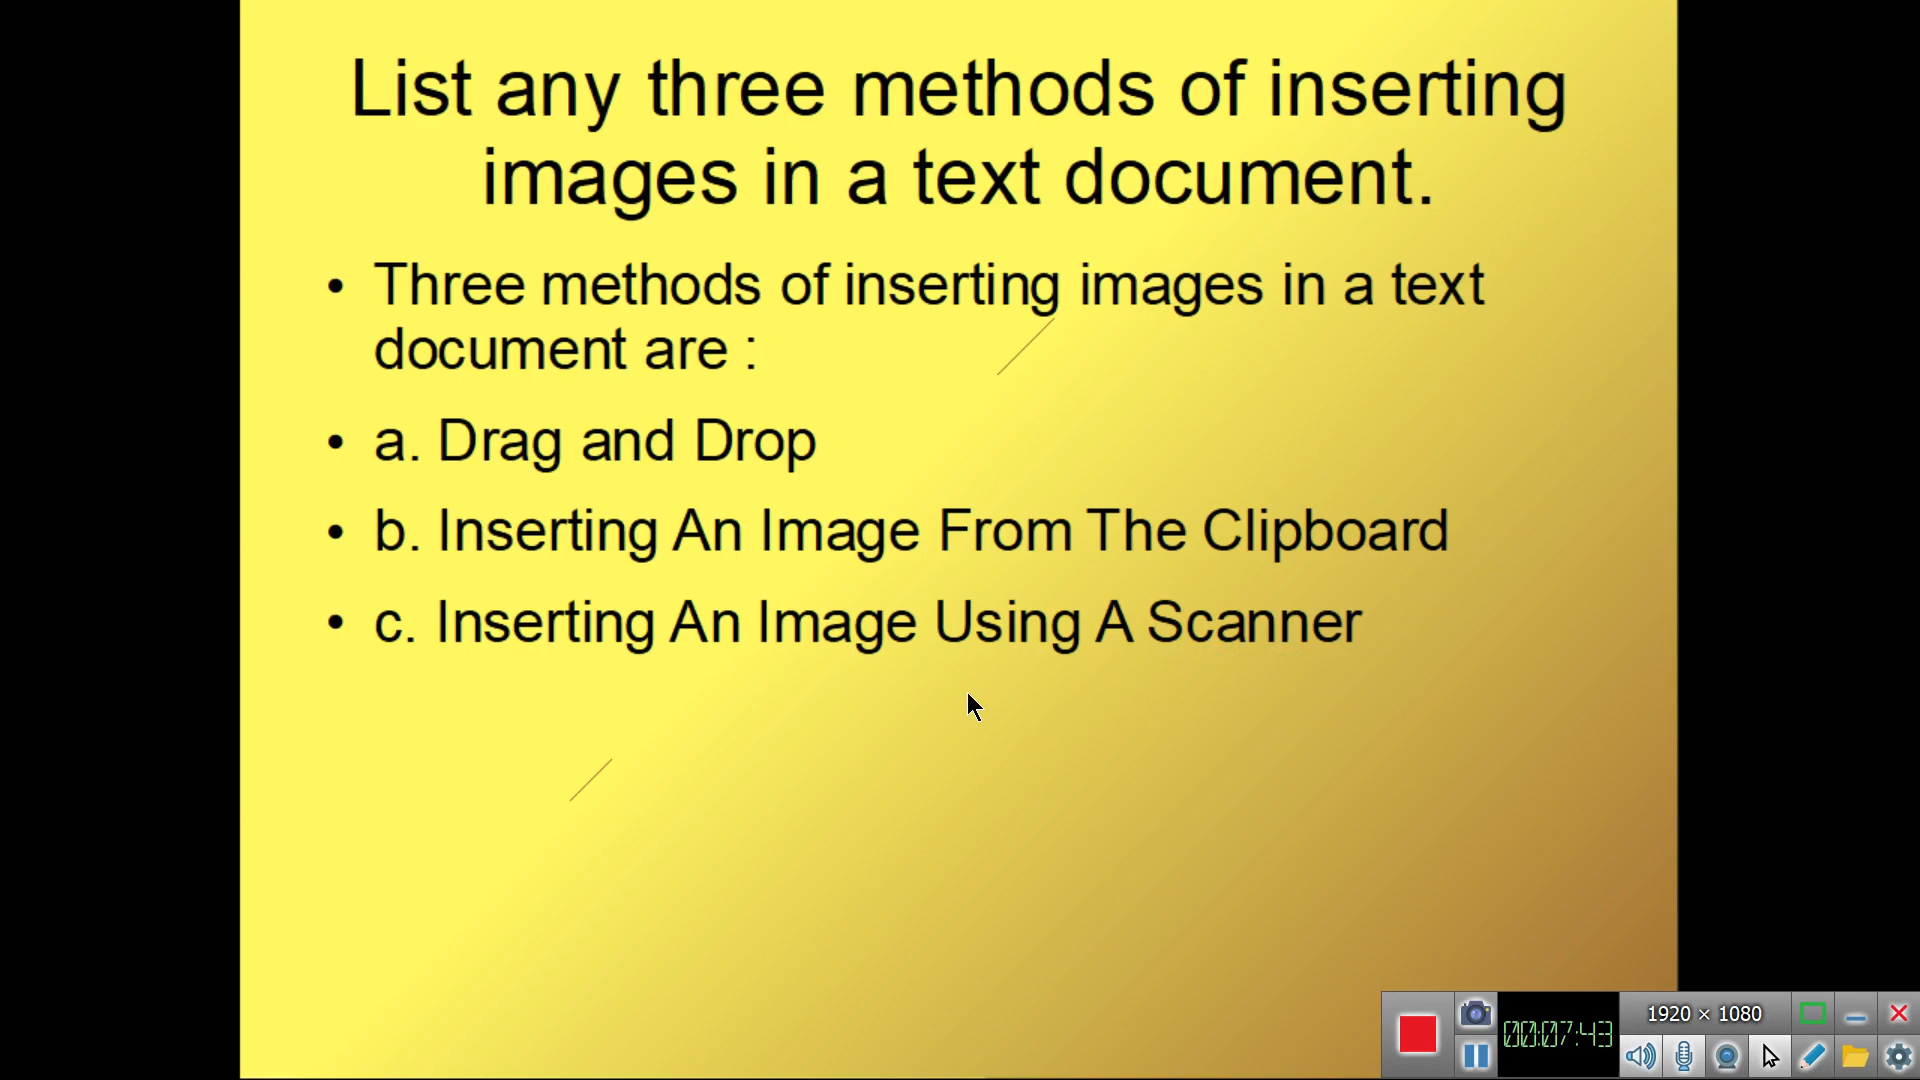 List any three methods of inserting
images in a text document.
• Three methods of inserting images in a text
document are :
• a. Drag and Drop
• b. Inserting An Image From The Clipboard
• c. Inserting An Image Using A Scanner
00:07:43
1920 × 1080